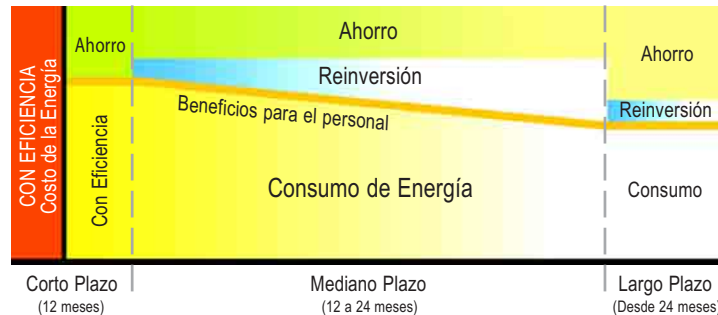 CON EFICIENCIA
Costo de la Energía
Ahorro
Con Eficiencia
Ahorro
Reinversión
Beneficios para el personal
Consumo de Energía
Ahorro
Reinversión
Consumo
Corto Plazo
(12 meses)
Mediano Plazo
(12 a 24 meses)
Largo Plazo
(Desde 24 meses)